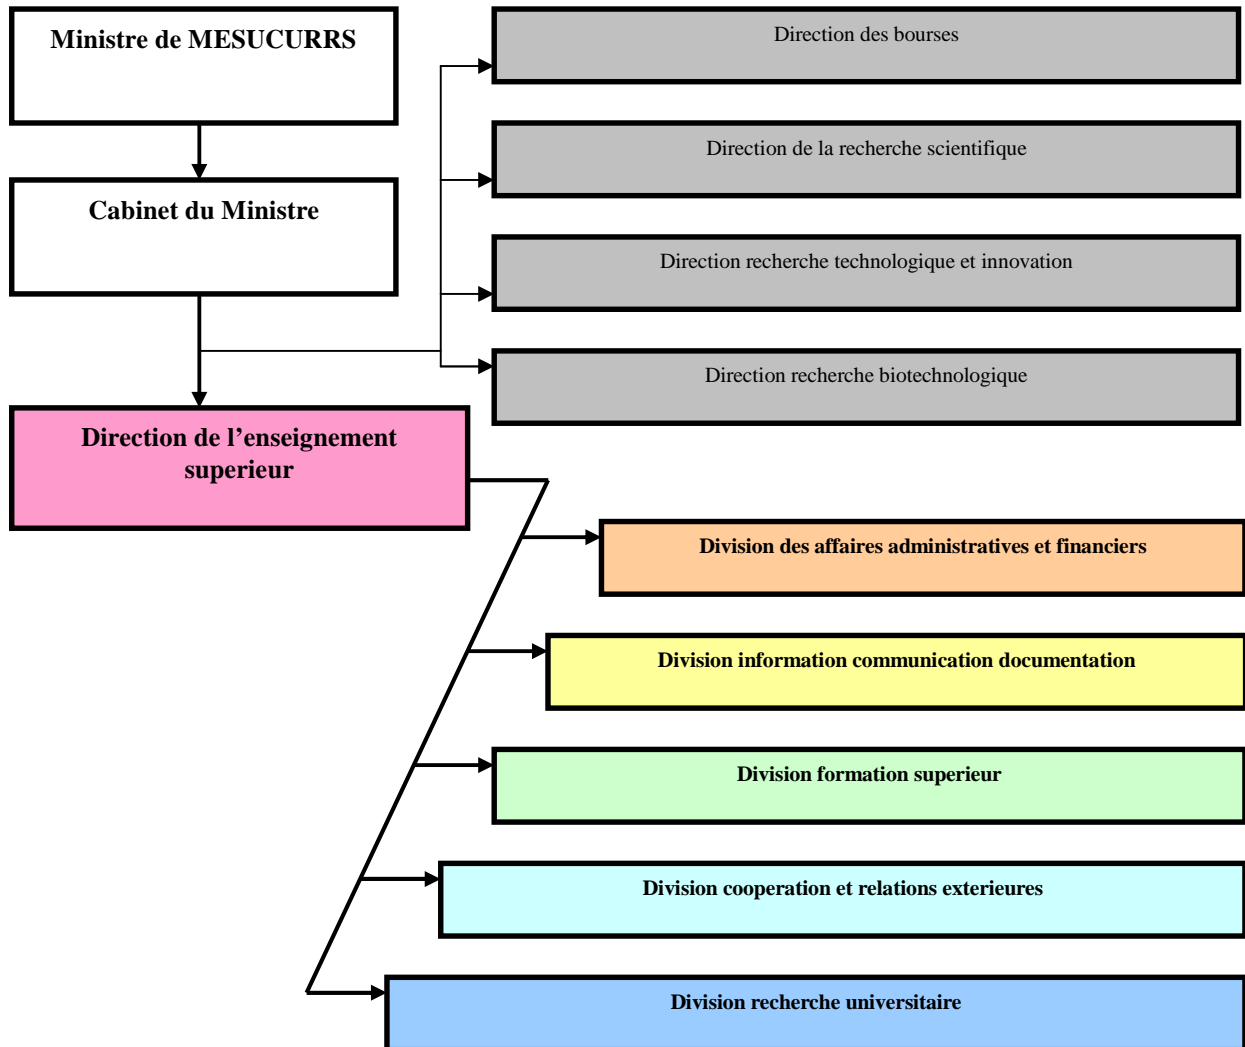 Ministre de MESUCURRS
Direction des bourses
Direction de la recherche scientifique
Cabinet du Ministre
Direction recherche technologique et innovation
Direction recherche biotechnologique
Direction de l’enseignement
superieur
Division des affaires administratives et financiers
Division information communication documentation
Division formation superieur
Division cooperation et relations exterieures
Division recherche universitaire